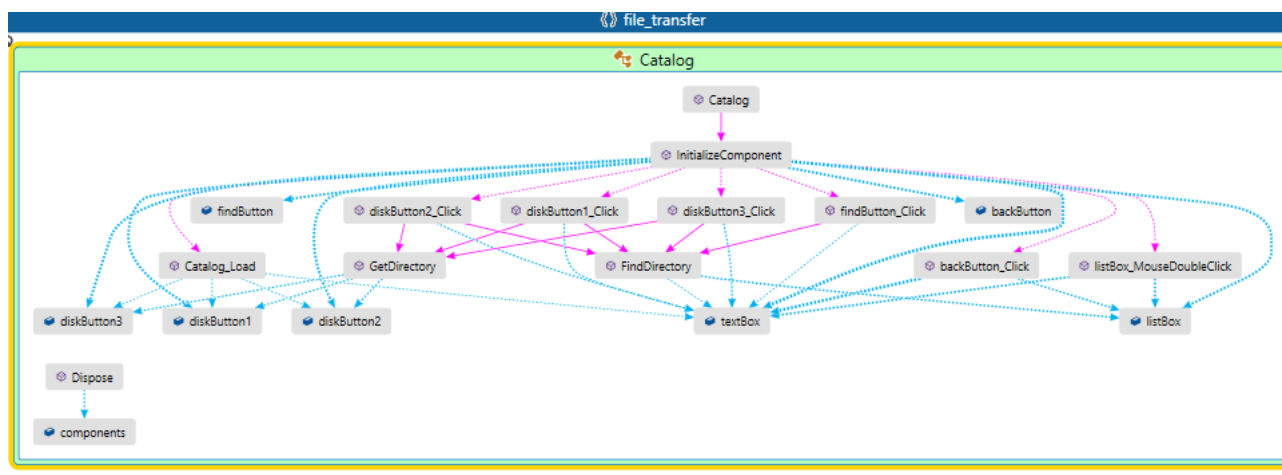 file_transfer
Catalog
Catalog
InitializeComponent
findButton
diskButton2_Click
diskButton1_Click
diskButton3_Click
findButton_Click
backButton
Catalog_Load
GetDirectory
FindDirectory
backButton_Click
listBox_MouseDoubleClick
diskButton3
diskButton1
diskButton2
textBox
listBox
Dispose
components